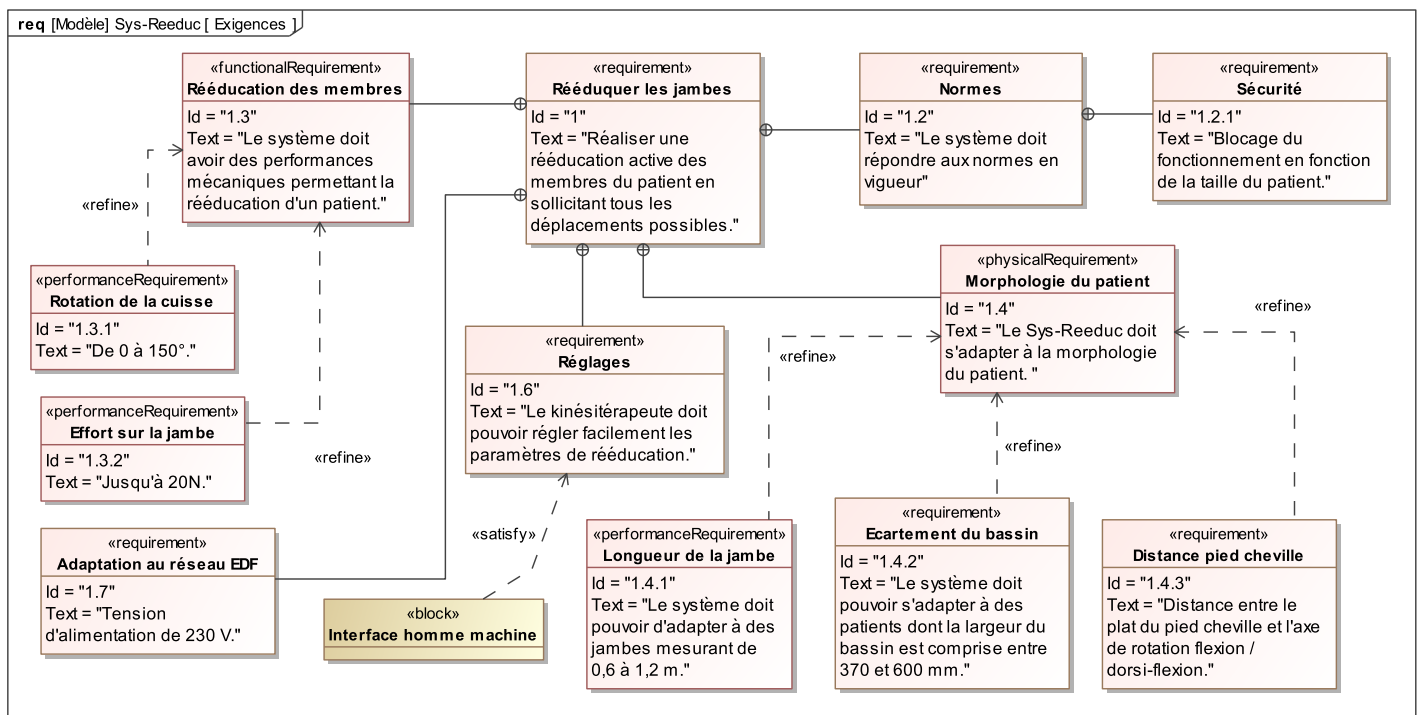 req [Modèle] Sys-Reeduc [ Exigences ]
«functionalRequirement»
Rééducation des membres
Id = "1.3"
Text = "Le système doit
avoir des performances
mécaniques permettant la
rééducation d'un patient."
«requirement»
Rééduquer les jambes
Id = "1"
Text = "Réaliser une
rééducation active des
membres du patient en
sollicitant tous les
déplacements possibles."
«requirement»
Normes
Id = "1.2"
Text = "Le système doit
répondre aux normes en
vigueur"
«requirement»
Sécurité
Id = "1.2.1"
Text = "Blocage du
fonctionnement en fonction
de la taille du patient."
«refine»
«performanceRequirement»
Rotation de la cuisse
Id = "1.3.1"
Text = "De 0 à 150°."
«physicalRequirement»
Morphologie du patient
Id = "1.4"
Text = "Le Sys-Reeduc doit
s'adapter à la morphologie
du patient. "
«refine»
«refine»
«requirement»
Réglages
Id = "1.6"
Text = "Le kinésitérapeute doit
pouvoir régler facilement les
paramètres de rééducation."
«performanceRequirement»
Effort sur la jambe
Id = "1.3.2"
Text = "Jusqu'à 20N."
«refine»
«refine»
«requirement»
Adaptation au réseau EDF
Id = "1.7"
Text = "Tension
d'alimentation de 230 V."
«satisfy»
«block»
Interface homme machine
«performanceRequirement»
Longueur de la jambe
Id = "1.4.1"
Text = "Le système doit
pouvoir d'adapter à des
jambes mesurant de
0,6 à 1,2 m."
«requirement»
Ecartement du bassin
Id = "1.4.2"
Text = "Le système doit
pouvoir s'adapter à des
patients dont la largeur du
bassin est comprise entre
370 et 600 mm."
«requirement»
Distance pied cheville
Id = "1.4.3"
Text = "Distance entre le
plat du pied cheville et l'axe
de rotation flexion /
dorsi-flexion."